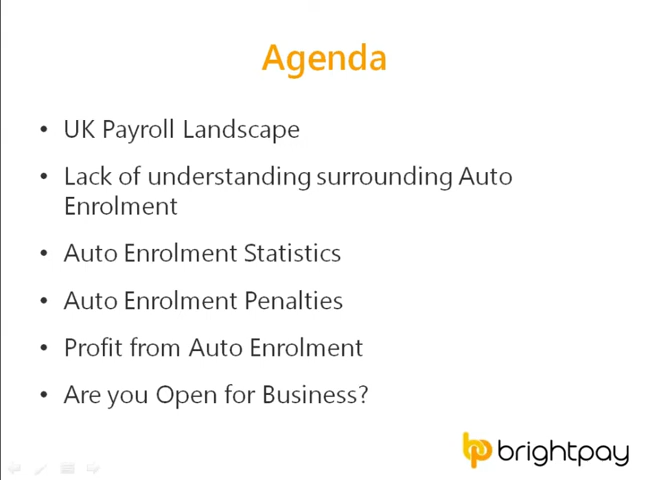 Agenda
• UK Payroll Landscape
• Lack of understanding surrounding Auto
Enrolment
• Auto Enrolment Statistics
• Auto Enrolment Penalties
• Profit from Auto Enrolment
• Are you Open for Business?
brightpay